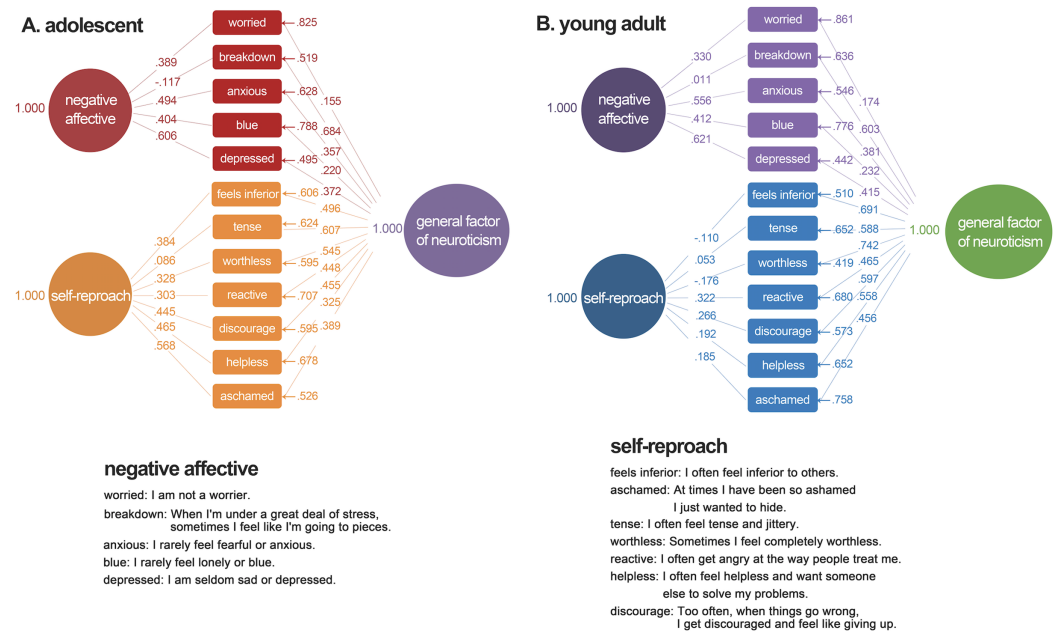 A. adolescent
worried
.825
.389
breakdown
.519
-.117
negative
affective
1.000
anxious
.628
.494
.155
blue
.788
.404
.684
depressed
.495
.606
.357
.220
.372
feels inferior
.606
.496
tense
.624
.607
1.000
general factor
of neuroticism
.384
worthless
.595
.545
.086
.448
.328
1.000
self-reproach
reactive
.707
.455
.303
.325
.445
discourage
.595
.389
.465
helpless
.678
.568
aschamed
.526
B. young adult
worried
.861
.330
breakdown
.636
.011
negative
affective
1.000
anxious
.546
.556
.174
blue
.776
.412
.603
depressed
.442
.621
.381
.232
.415
feels inferior
.510
.691
tense
.652
.588
1.000
general factor
of neuroticism
-.110
.742
worthless
.419
.465
.053
.597
-.176
1.000
self-reproach
reactive
.680
.558
.322
.456
.266
discourage
.573
.192
helpless
.652
.185
aschamed
.758
negative affective
worried: I am not a worrier.
breakdown: When I'm under a great deal of stress,
sometimes I feel like I'm going to pieces.
anxious: I rarely feel fearful or anxious.
blue: I rarely feel lonely or blue.
depressed: I am seldom sad or depressed.
self-reproach
feels inferior: I often feel inferior to others.
aschamed: At times I have been so ashamed
I just wanted to hide.
tense: I often feel tense and jittery.
worthless: Sometimes I feel completely worthless.
reactive: I often get angry at the way people treat me.
helpless: I often feel helpless and want someone
else to solve my problems.
discourage: Too often, when things go wrong,
I get discouraged and feel like giving up.